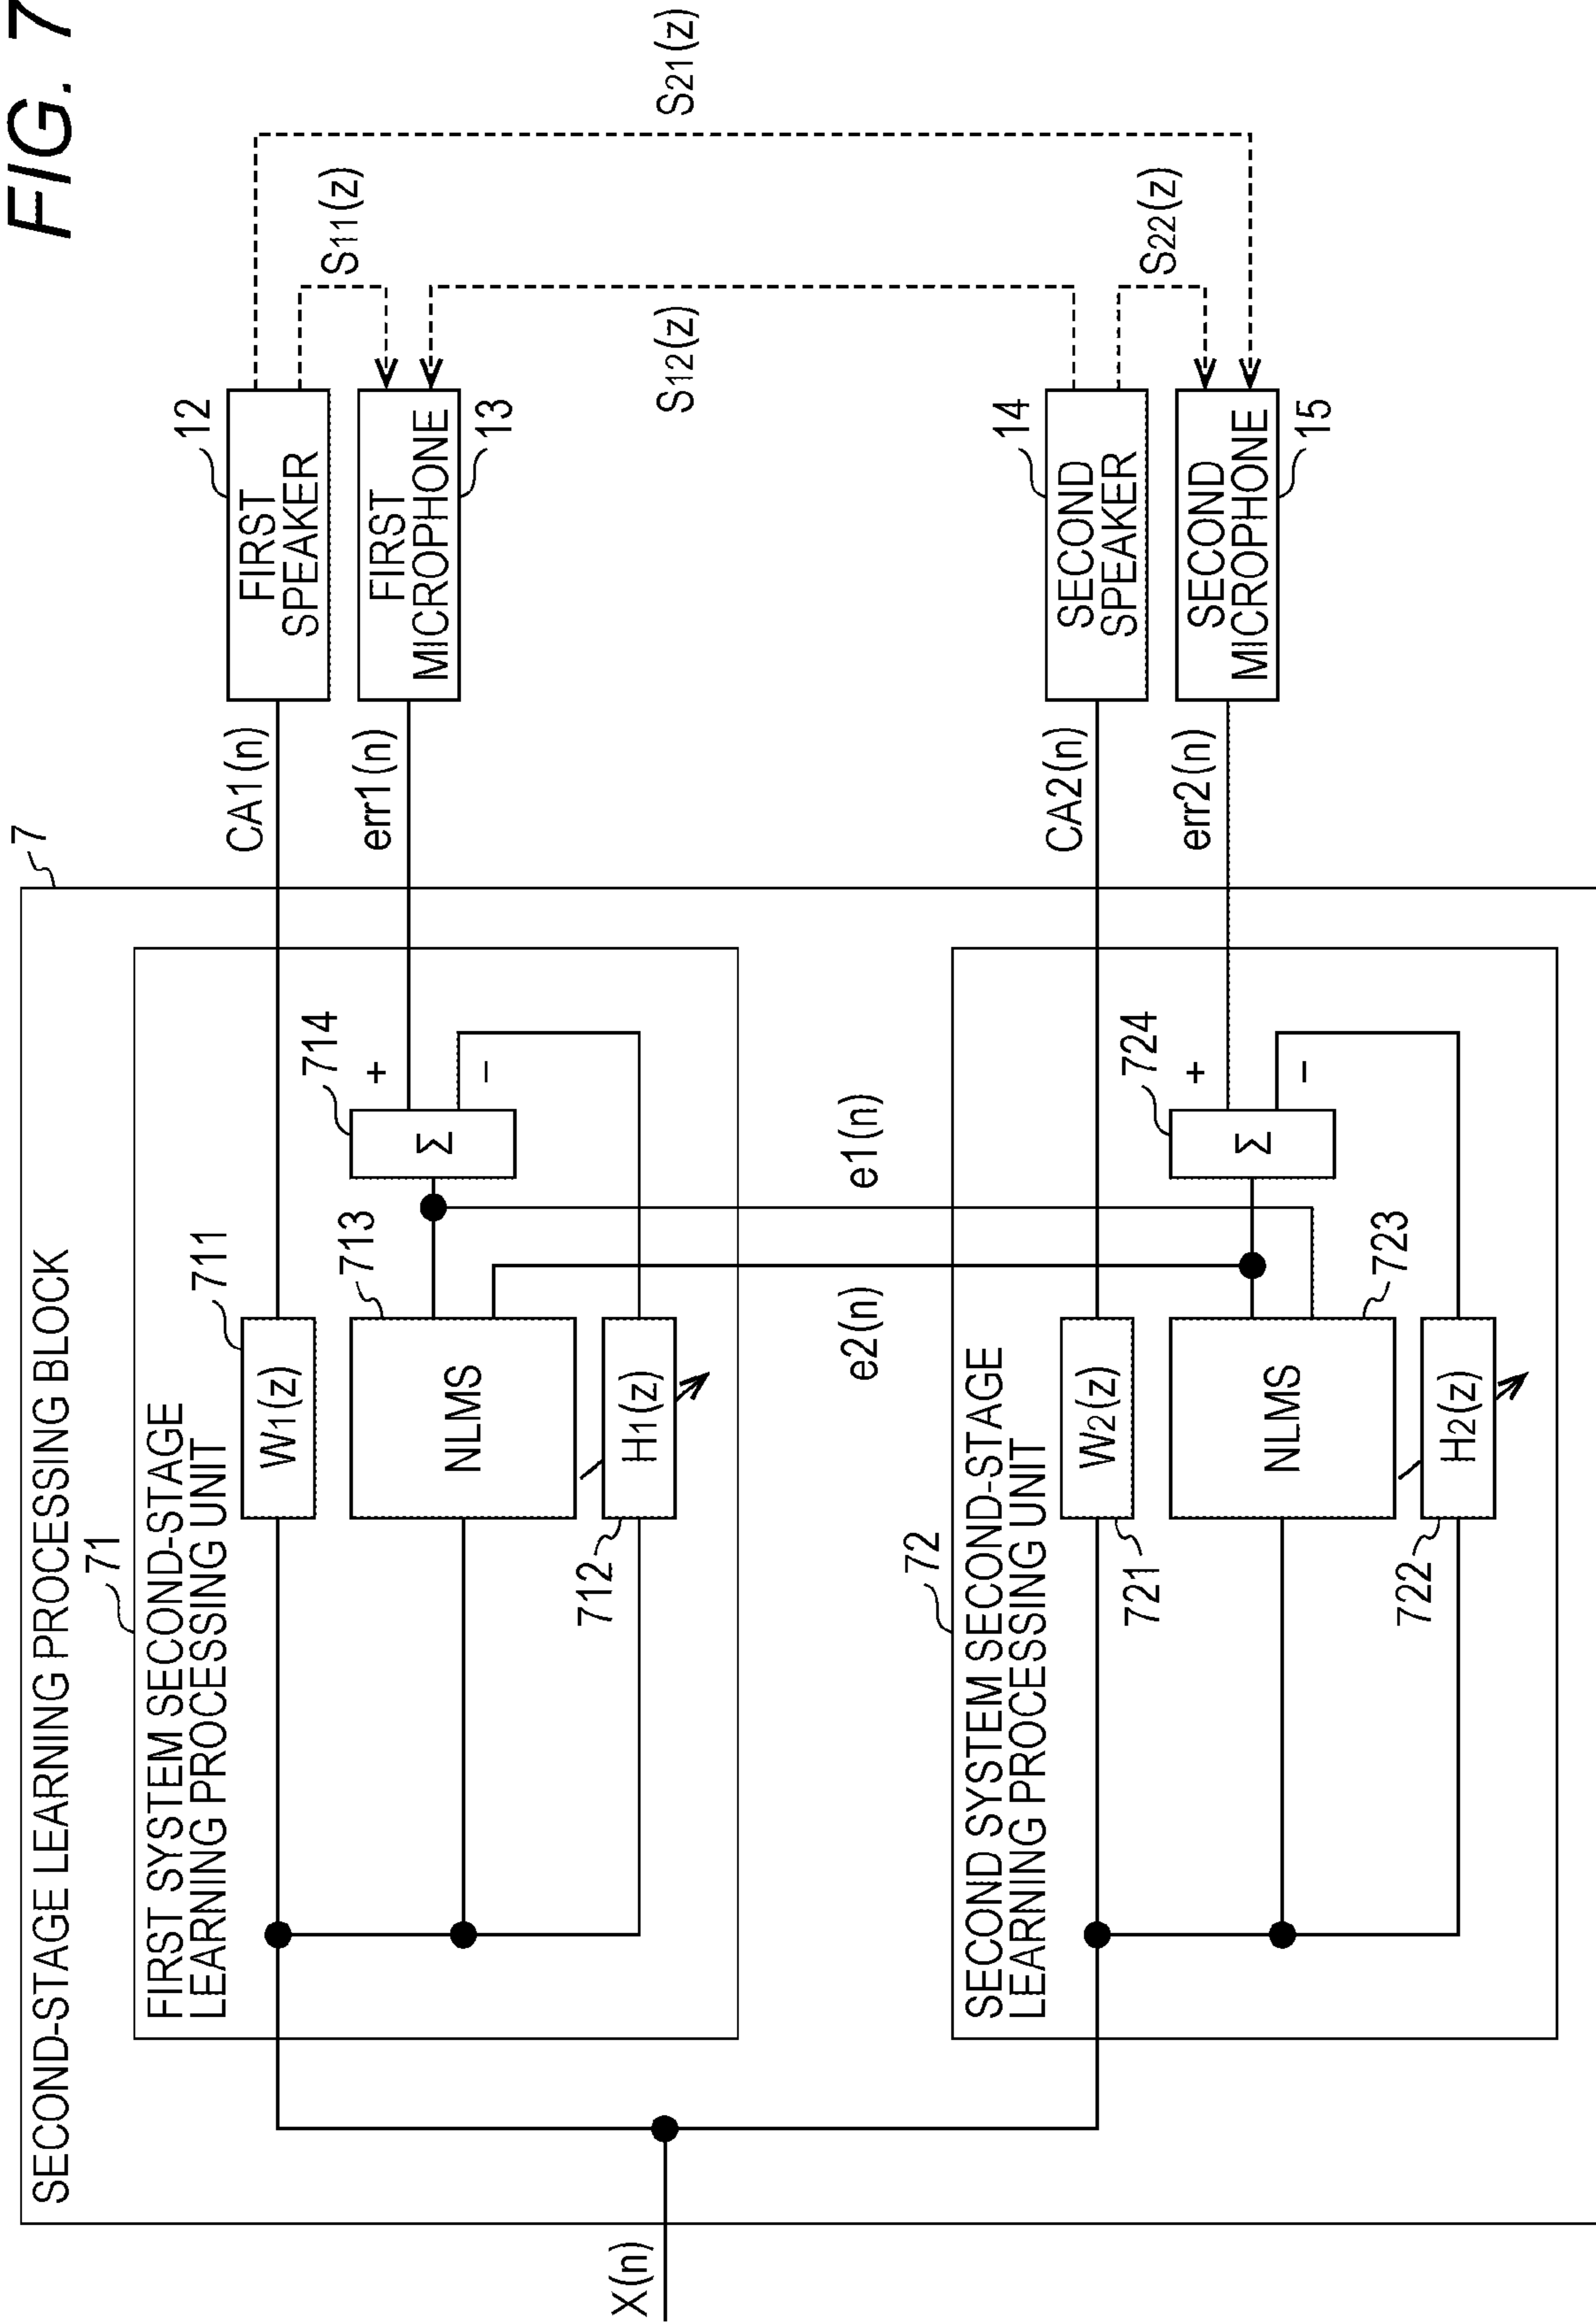 FIG. 7
SECOND-STAGE LEARNING PROCESSING BLOCK
7
71
FIRST SYSTEM SECOND-STAGE
LEARNING PROCESSING UNIT
711
W1(z)
CA1(n)
12
FIRST
SPEAKER
S11(z)
S21(z)
713
NLMS
714
Σ
+
−
err1(n)
FIRST
MICROPHONE
13
712
H1(z)
X(n)
e2(n)
e1(n)
S12(z)
72
SECOND SYSTEM SECOND-STAGE
LEARNING PROCESSING UNIT
721
W2(z)
CA2(n)
14
SECOND
SPEAKER
S22(z)
723
NLMS
724
Σ
+
−
err2(n)
SECOND
MICROPHONE
15
722
H2(z)